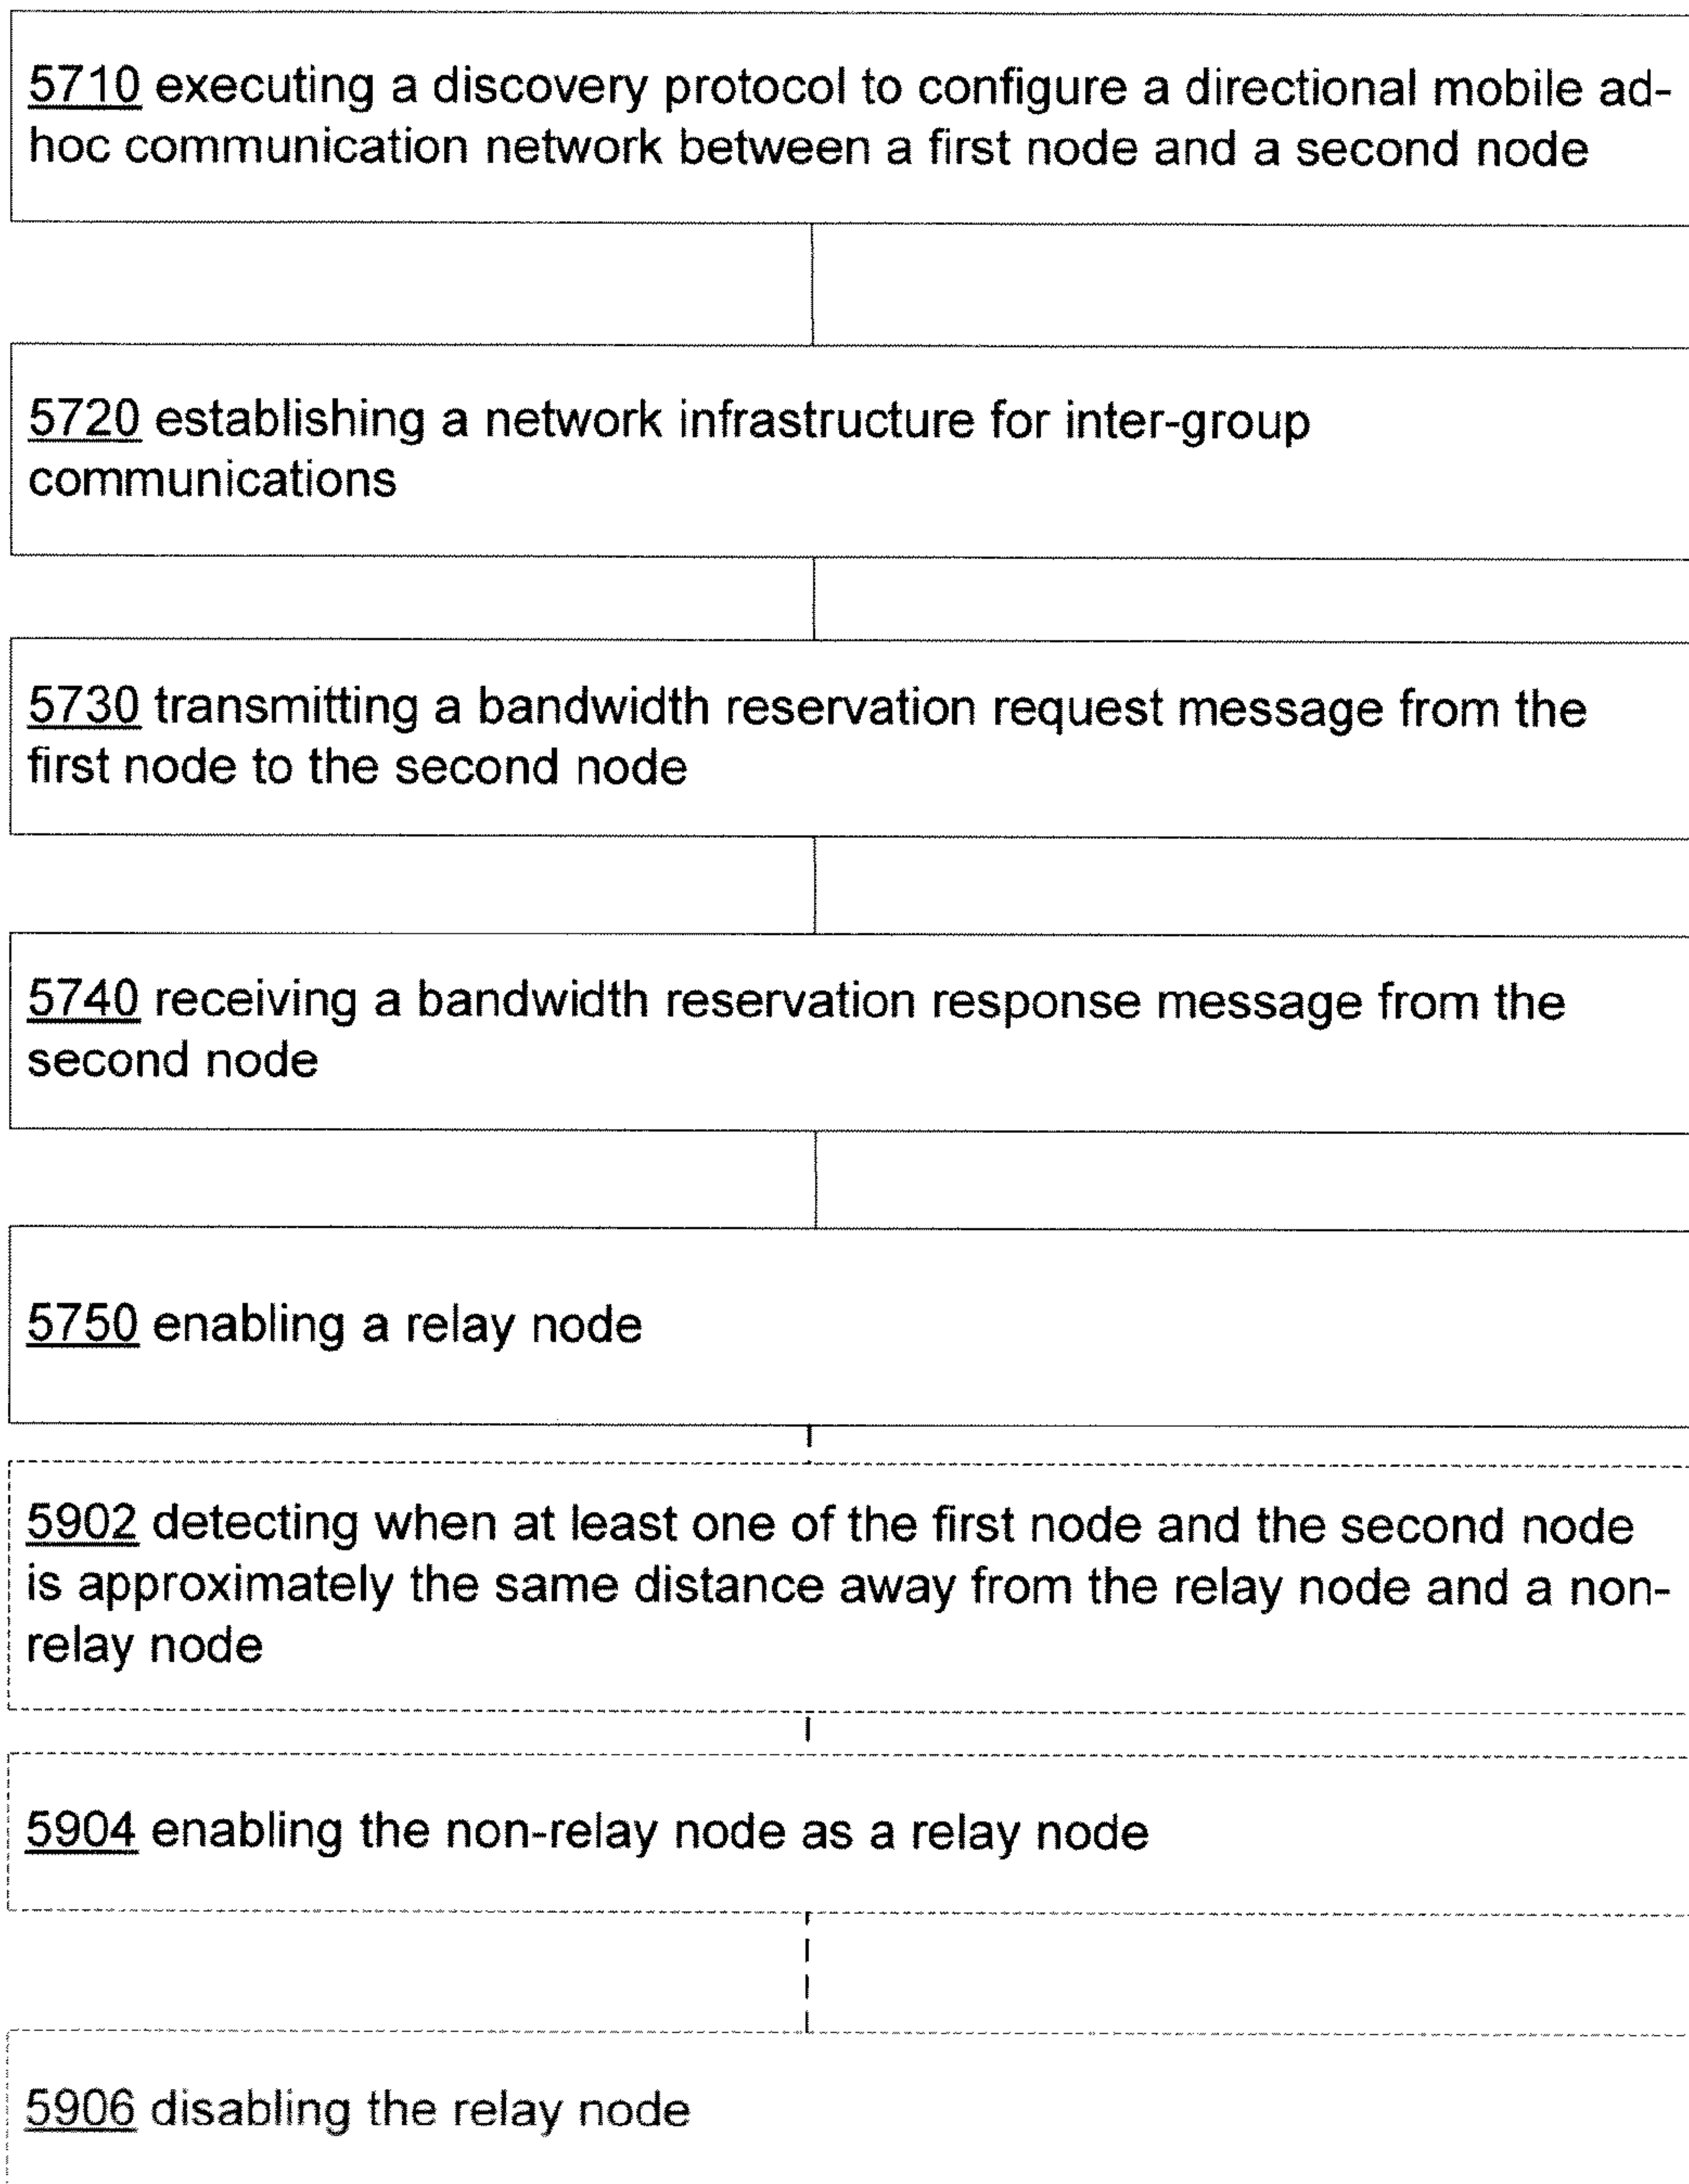 5710 executing a discovery protocol to configure a directional mobile ad-
hoc communication network between a first node and a second node
5720 establishing a network infrastructure for inter-group
communications
5730 transmitting a bandwidth reservation request message from the
first node to the second node
5740 receiving a bandwidth reservation response message from the
second node
5750 enabling a relay node
5902 detecting when at least one of the first node and the second node
is approximately the same distance away from the relay node and a non-
relay node
5904 enabling the non-relay node as a relay node
5906 disabling the relay node